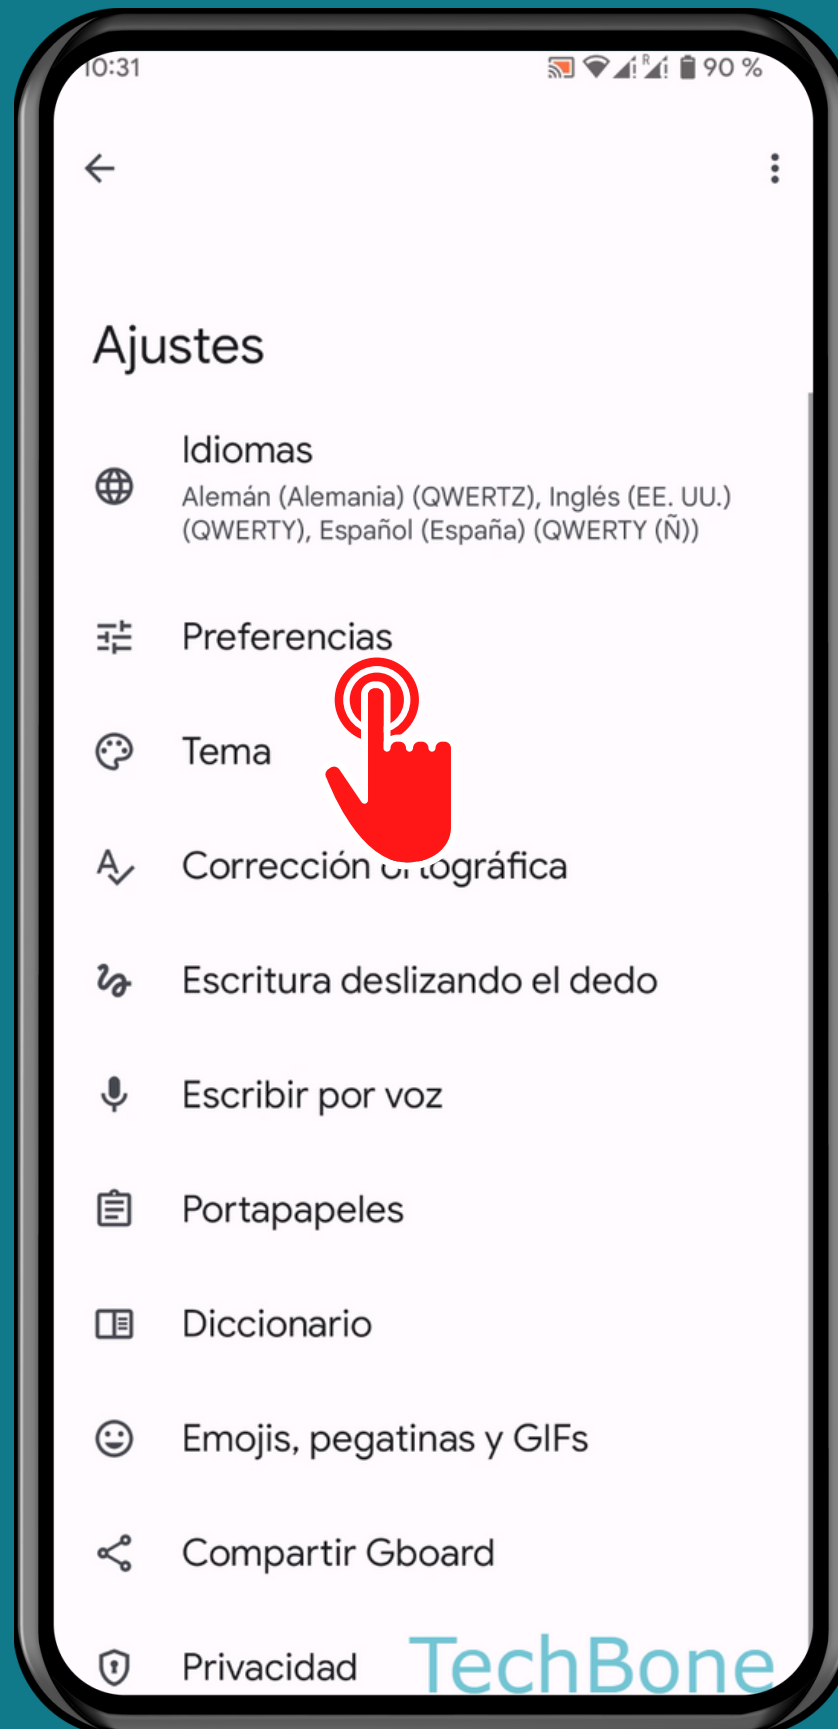 10:31
R
90 %
Ajustes
Idiomas
Alemán (Alemania) (QWERTZ), Inglés (EE. UU.)
(QWERTY), Español (España) (QWERTY (Ñ))
Preferencias
Tema
Corrección ortográfica
Escritura deslizando el dedo
Escribir por voz
Portapapeles
Diccionario
Emojis, pegatinas y GIFs
Compartir Gboard
Privacidad
TechBone